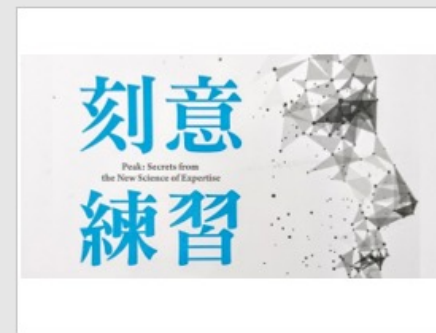 刻意
Peak: Secrets from
the New Science of Expertise
練習